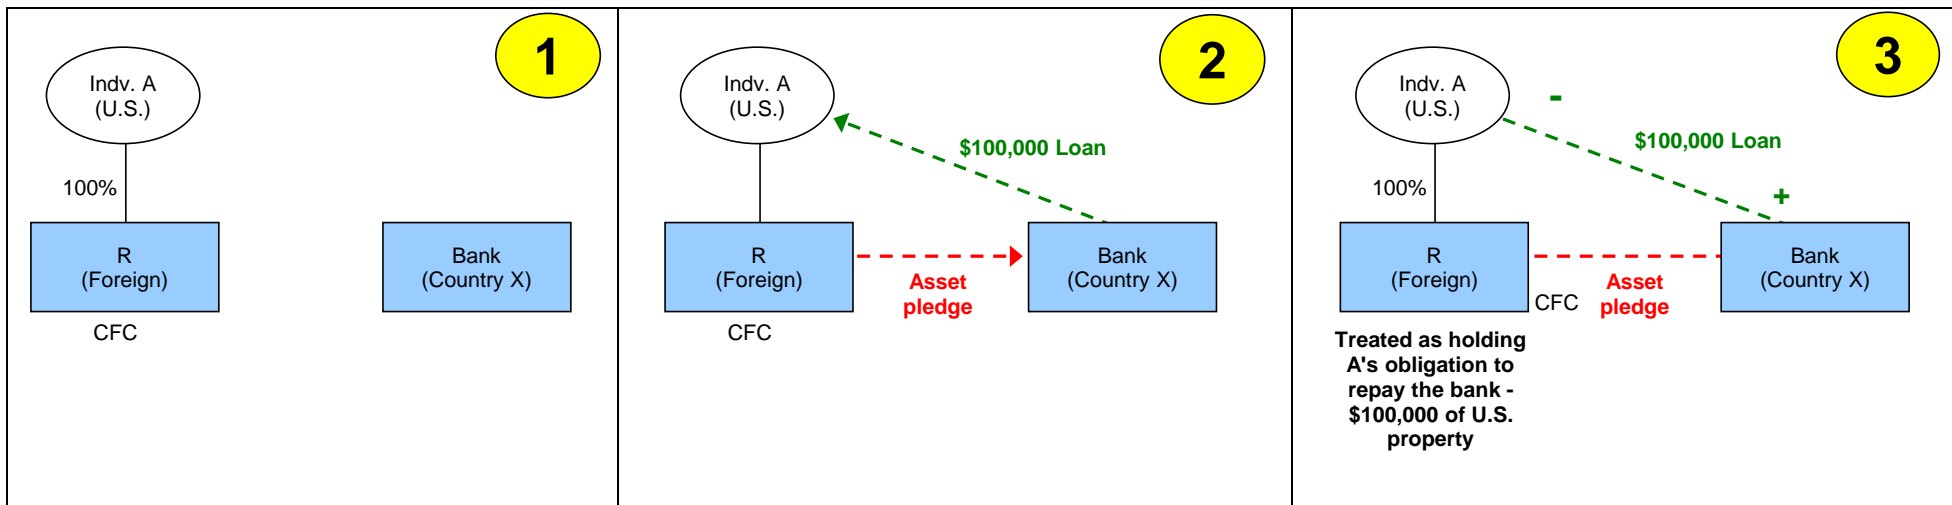 1
Indv. A
(U.S.)
100%
R
(Foreign)
CFC
Bank
(Country X)
2
Indv. A
(U.S.)
$100,000 Loan
R
(Foreign)
CFC
Asset
pledge
Bank
(Country X)
3
Indv. A
(U.S.)
-
$100,000 Loan
100%
+
R
(Foreign)
CFC
Asset
pledge
Bank
(Country X)
Treated as holding
A's obligation to
repay the bank -
$100,000 of U.S.
property